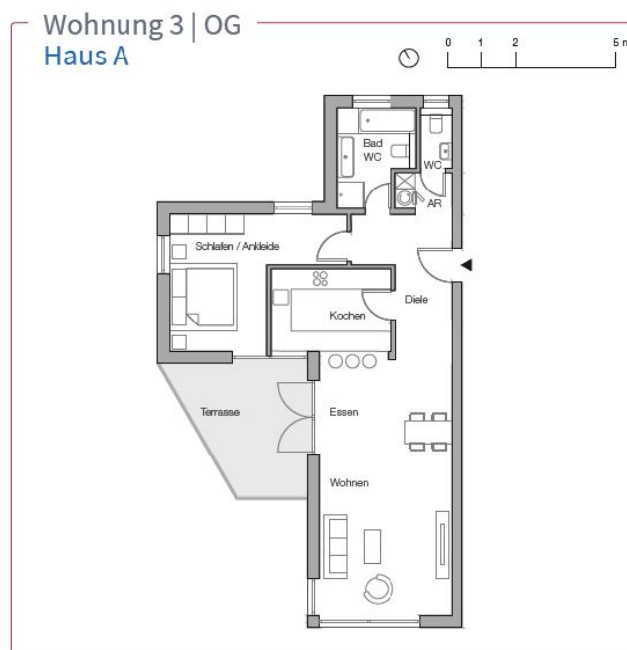 Wohnung 3 | OG
Haus A
0 1 2 5 m
Bad
WC
WC
AR
Schlafen / Ankleide
Diele
Kochen
Terrasse
Essen
Wohnen